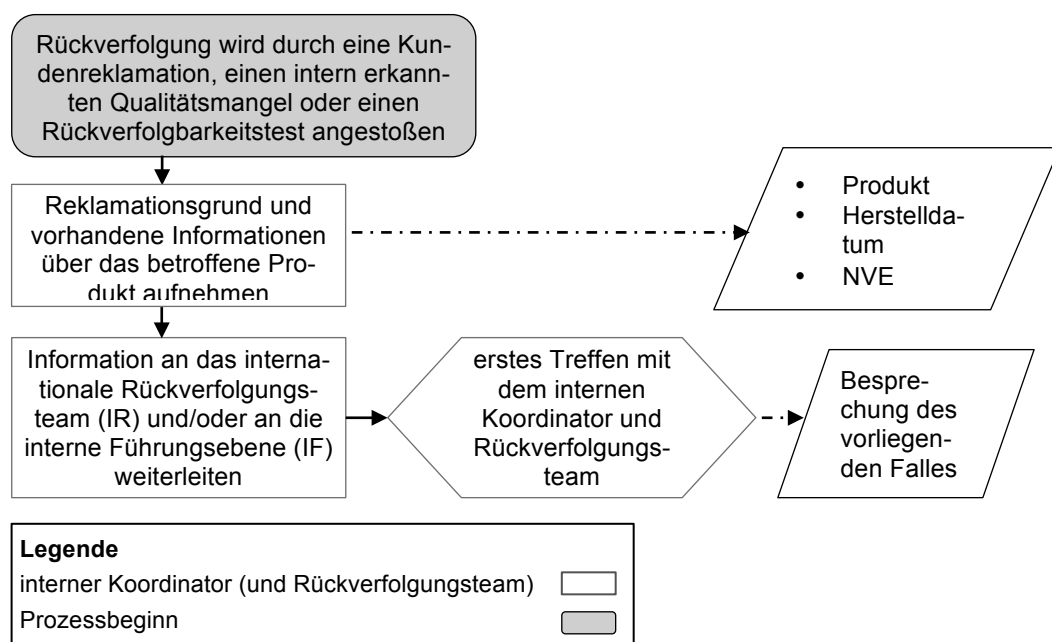 Rückverfolgung wird durch eine Kun-
denreklamation, einen intern erkann-
ten Qualitätsmangel oder einen
Rückverfolgbarkeitstest angestoßen
Reklamationsgrund und
vorhandene Informationen
über das betroffene Pro-
dukt aufnehmen
• Produkt
• Herstellda-
tum
• NVE
Information an das interna-
tionale Rückverfolgungs-
team (IR) und/oder an die
interne Führungsebene (IF)
weiterleiten
erstes Treffen mit
dem internen
Koordinator und
Rückverfolgungs-
team
Bespre-
chung des
vorliegen-
den Falles
Legende
interner Koordinator (und Rückverfolgungsteam)
Prozessbeginn